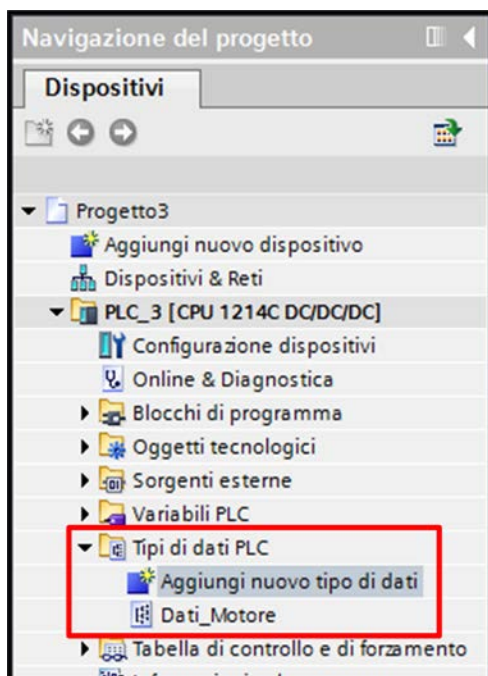 Navigazione del progetto
Dispositivi
Progetto3
Aggiungi nuovo dispositivo
Dispositivi & Reti
PLC_3 [CPU 1214C DC/DC/DC]
Configurazione dispositivi
Online & Diagnostica
Blocchi di programma
Oggetti tecnologici
Sorgenti esterne
Variabili PLC
Tipi di dati PLC
Aggiungi nuovo tipo di dati
Dati_Motore
Tabella di controllo e di forzamento